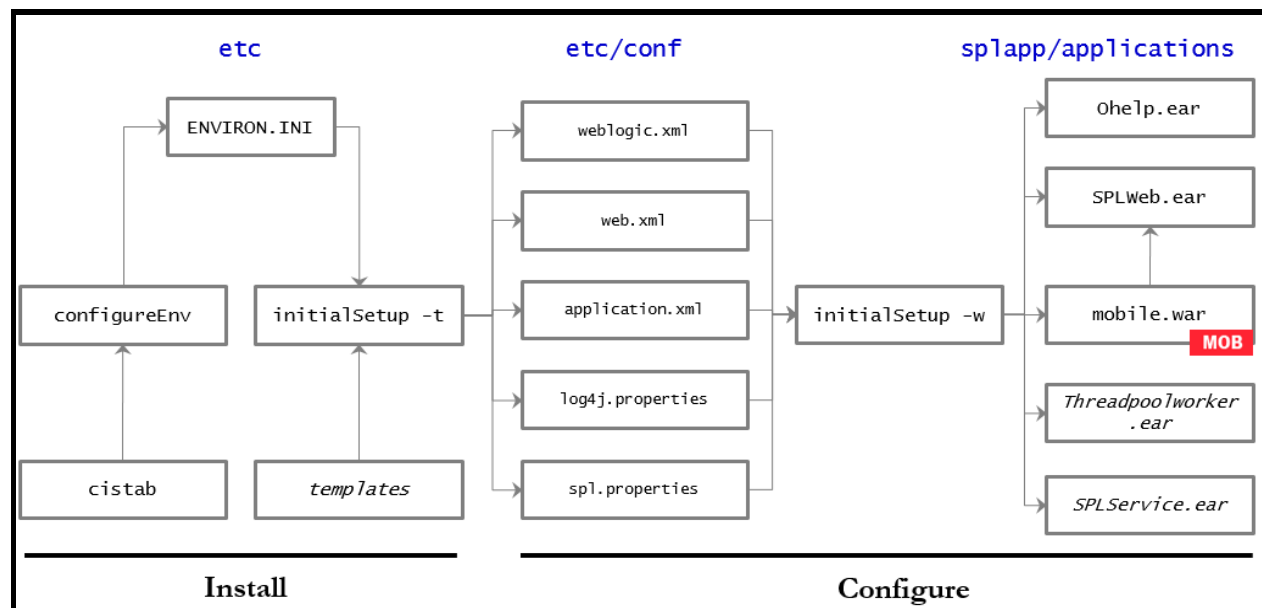 etc
etc/conf
splapp/applications
ENVIRON.INI
configureEnv
initialSetup -t
cistab
templates
weblogic.xml
web.xml
application.xml
log4j.properties
spl.properties
initialSetup -w
Ohelp.ear
SPLWeb.ear
mobile.war
MOB
Threadpoolworker
.ear
SPLService.ear
Install
Configure